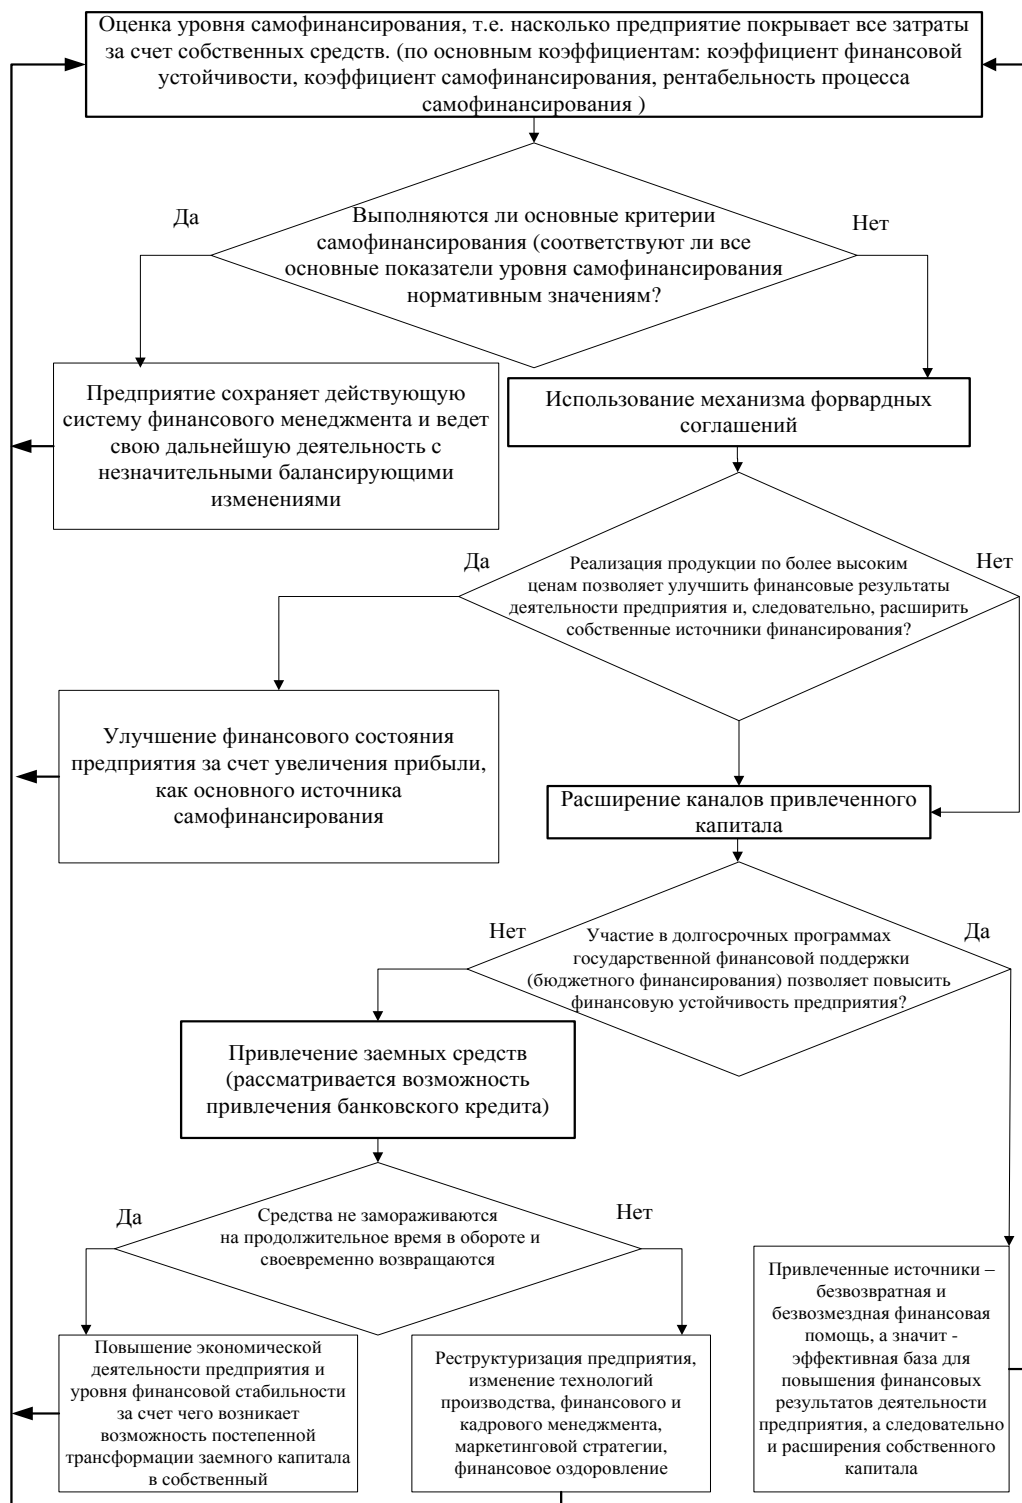 Оценка уровня самофинансирования, т.е. насколько предприятие покрывает все затраты
за счет собственных средств. (по основным коэффициентам: коэффициент финансовой
устойчивости, коэффициент самофинансирования, рентабельность процесса
самофинансирования )
Да
Нет
Выполняются ли основные критерии
самофинансирования (соответствуют ли все
основные показатели уровня самофинансирования
нормативным значениям?
Предприятие сохраняет действующую
систему финансового менеджмента и ведет
свою дальнейшую деятельность с
незначительными балансирующими
изменениями
Использование механизма форвардных
соглашений
Да
Нет
Реализация продукции по более высоким
ценам позволяет улучшить финансовые результаты
деятельности предприятия и, следовательно, расширить
собственные источники финансирования?
Улучшение финансового состояния
предприятия за счет увеличения прибыли,
как основного источника
самофинансирования
Расширение каналов привлеченного
капитала
Нет
Да
Участие в долгосрочных программах
государственной финансовой поддержки
(бюджетного финансирования) позволяет повысить
финансовую устойчивость предприятия?
Привлечение заемных средств
(рассматривается возможность
привлечения банковского кредита)
Да
Нет
Средства не замораживаются
на продолжительное время в обороте и
своевременно возвращаются
Повышение экономической
деятельности предприятия и
уровня финансовой стабильности
за счет чего возникает
возможность постепенной
трансформации заемного капитала
в собственный
Реструктуризация предприятия,
изменение технологий
производства, финансового и
кадрового менеджмента,
маркетинговой стратегии,
финансовое оздоровление
Привлеченные источники –
безвозвратная и
безвозмездная финансовая
помощь, а значит -
эффективная база для
повышения финансовых
результатов деятельности
предприятия, а следовательно
и расширения собственного
капитала